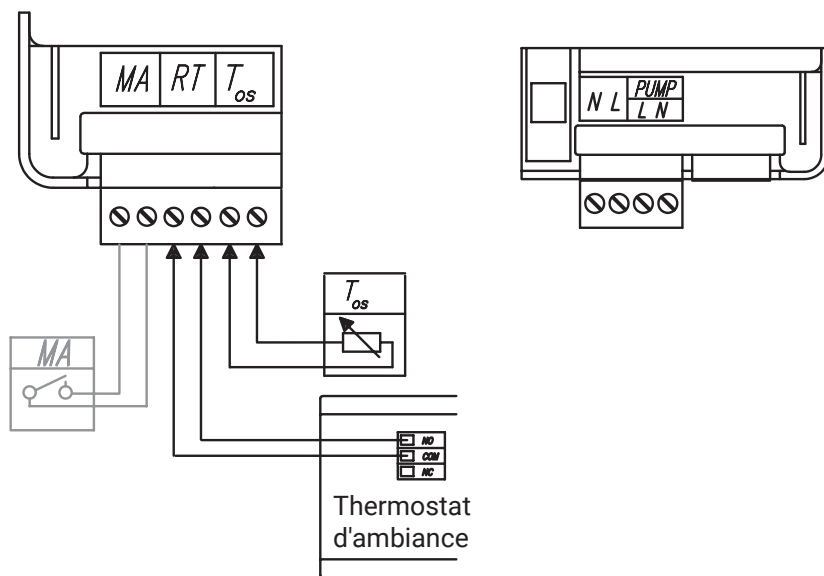 MA RT Tos
N L PUMP
L N
Tos
MA
NO
COM
NC
Thermostat
d'ambiance